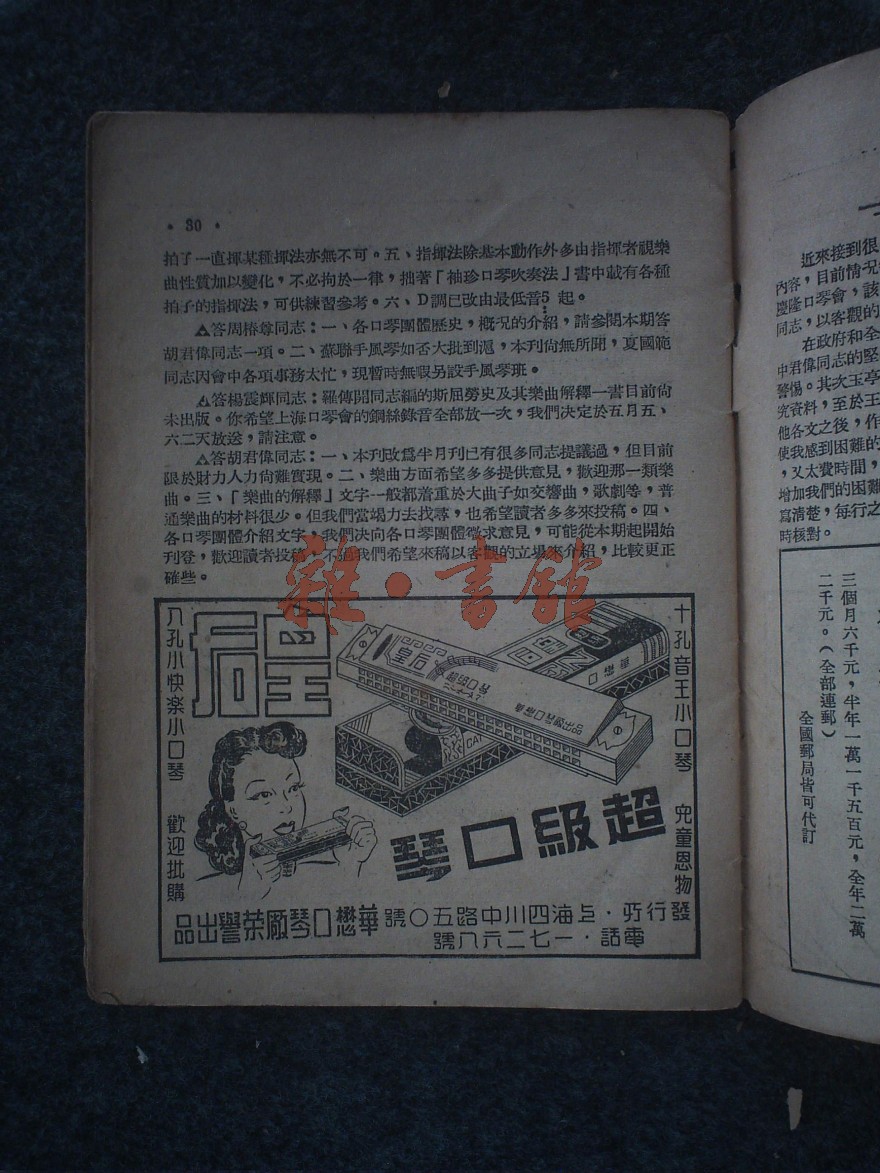 • 30 •
拍子一直揮某種揮法亦無不可。五、指揮法除基本動作外多由指揮者視樂
曲性質加以變化，不必拘於一律，拙著「袖珍口琴吹奏法」書中載有各種
拍子的指揮法，可供練習參考。六、D調已改由最低音5起。
△答周椿尊同志：一、各口琴團體歷史，概況的介紹，請參閱本期答
胡君偉同志一項。二、蘇聯手風琴如否大批到滬，本刊尙無所聞，夏國範
同志因會中各項事務太忙，現暫時無暇另設手風琴班。
△答楊震輝同志：羅傳開同志編的斯屈勞史及其樂曲解釋一書目前尙
未出版。你希望上海口琴會的鋼絲錄音全部放一次，我們決定於五月五、
六二天放送，請注意。
△答胡君偉同志：一、本刊改爲半月刊已有很多同志提議過，但目前
限於財力人力尙難實現。二、樂曲方面希望多多提供意見，歡迎那一類樂
曲。三、「樂曲的解釋」文字一般都着重於大曲子如交響曲，歌劇等，普
通樂曲的材料很少。但我們當竭力去找尋，也希望讀者多多來投稿。四、
各口琴團體介紹文字，我們決向各口琴團體徵求意見，可能從本期起開始
刊登，歡迎讀者投稿，不過我們希望來稿以客觀的立場來介紹，比較更正
確些。
雜·書館
十孔音王小口琴 兒童恩物
皇后
皇后
超級口琴
華懋口琴廠出品
CAT
超級口琴
八孔小快樂小口琴 歡迎批購
華懋口琴廠榮譽出品
發行所·上海四川中路五〇號
電話·一七二六八號
近來接到很
內容，目前情况
慶隆口琴會，該
同志，以客觀的
在政府和全
中君偉同志的堅
警惕。其次玉亭
究資料，至於王
他各文之後，作
使我感到困難的
，又太費時間，
增加我們的困難
寫清楚，每行之
時核對。
三個月六千元，半年一萬一千五百元，全年二萬
二千元。（全部連郵）
全國郵局皆可代訂